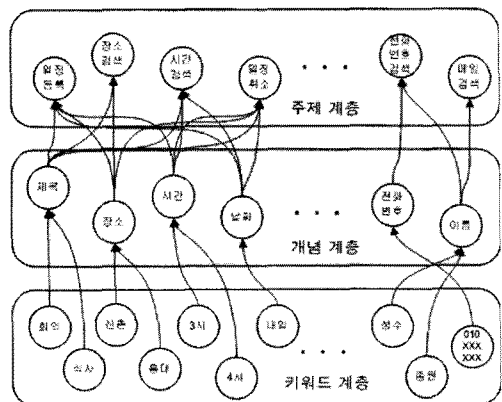 일정
등록
장소
검색
시간
검색
일정
취소
· · ·
전화
번호
검색
메일
검색
주제 계층
제목
장소
시간
날짜
· · ·
전화
번호
이름
개념 계층
회의
식사
신촌
홍대
3시
4시
내일
· · ·
성수
종원
010
XXX
XXX
키워드 계층